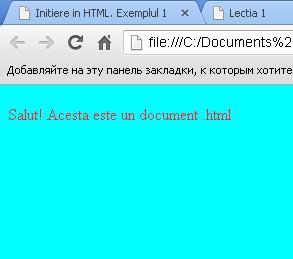 Initiere in HTML. Exemplul 1
Lectia 1
file:///C:/Documents%2
Добавляйте на эту панель закладки, к которым хотите
Salut! Acesta este un document .html